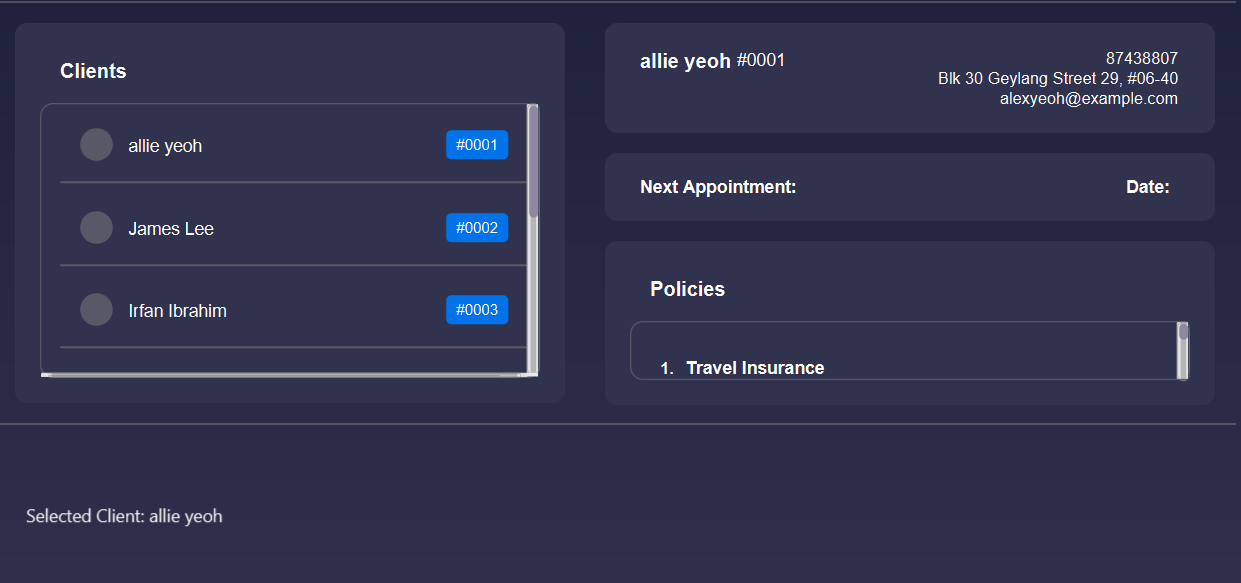 Clients
allie yeoh #0001
James Lee #0002
Irfan Ibrahim #0003
allie yeoh #0001
87438807
Blk 30 Geylang Street 29, #06-40
alexyeoh@example.com
Next Appointment: Date:
Policies
1. Travel Insurance
Selected Client: allie yeoh